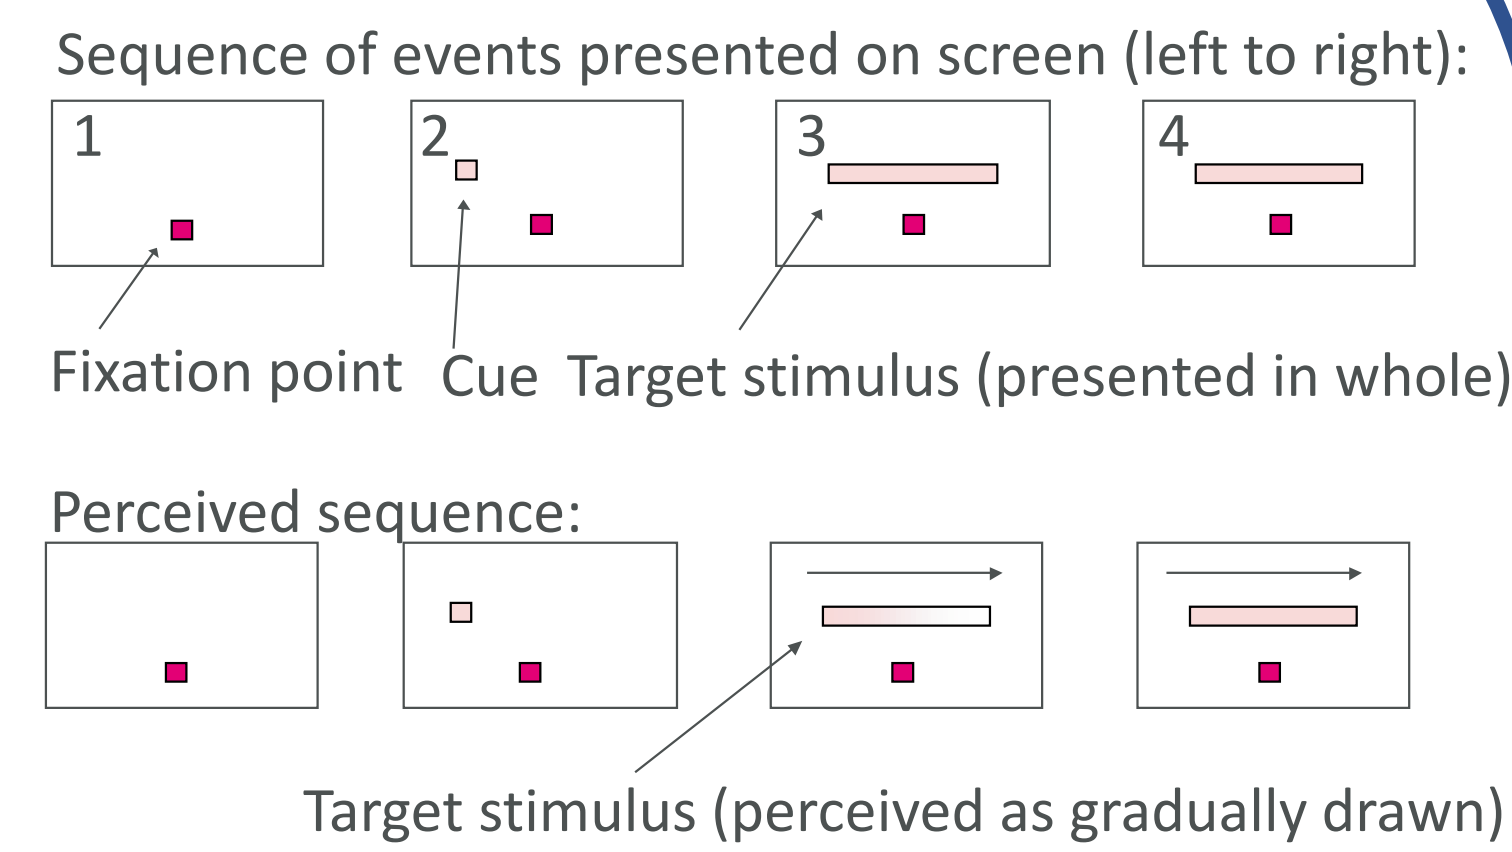 Sequence of events presented on screen (left to right):
1
2
3
4
Fixation point
Cue
Target stimulus (presented in whole)
Perceived sequence:
Target stimulus (perceived as gradually drawn)